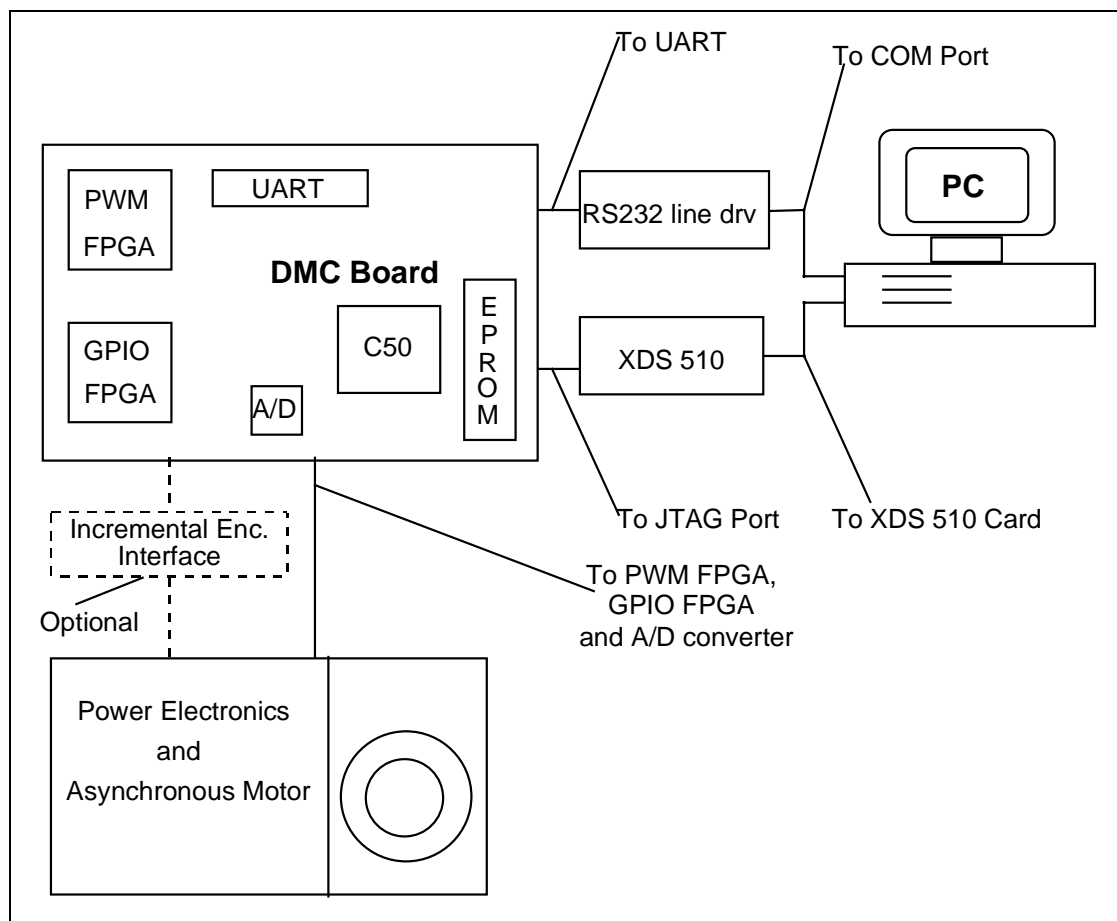 To UART
To COM Port
PWM
FPGA
UART
RS232 line drv
PC
DMC Board
GPIO
FPGA
C50
A/D
E
P
R
O
M
XDS 510
To JTAG Port
To XDS 510 Card
Incremental Enc.
Interface
Optional
To PWM FPGA,
GPIO FPGA
and A/D converter
Power Electronics
and
Asynchronous Motor